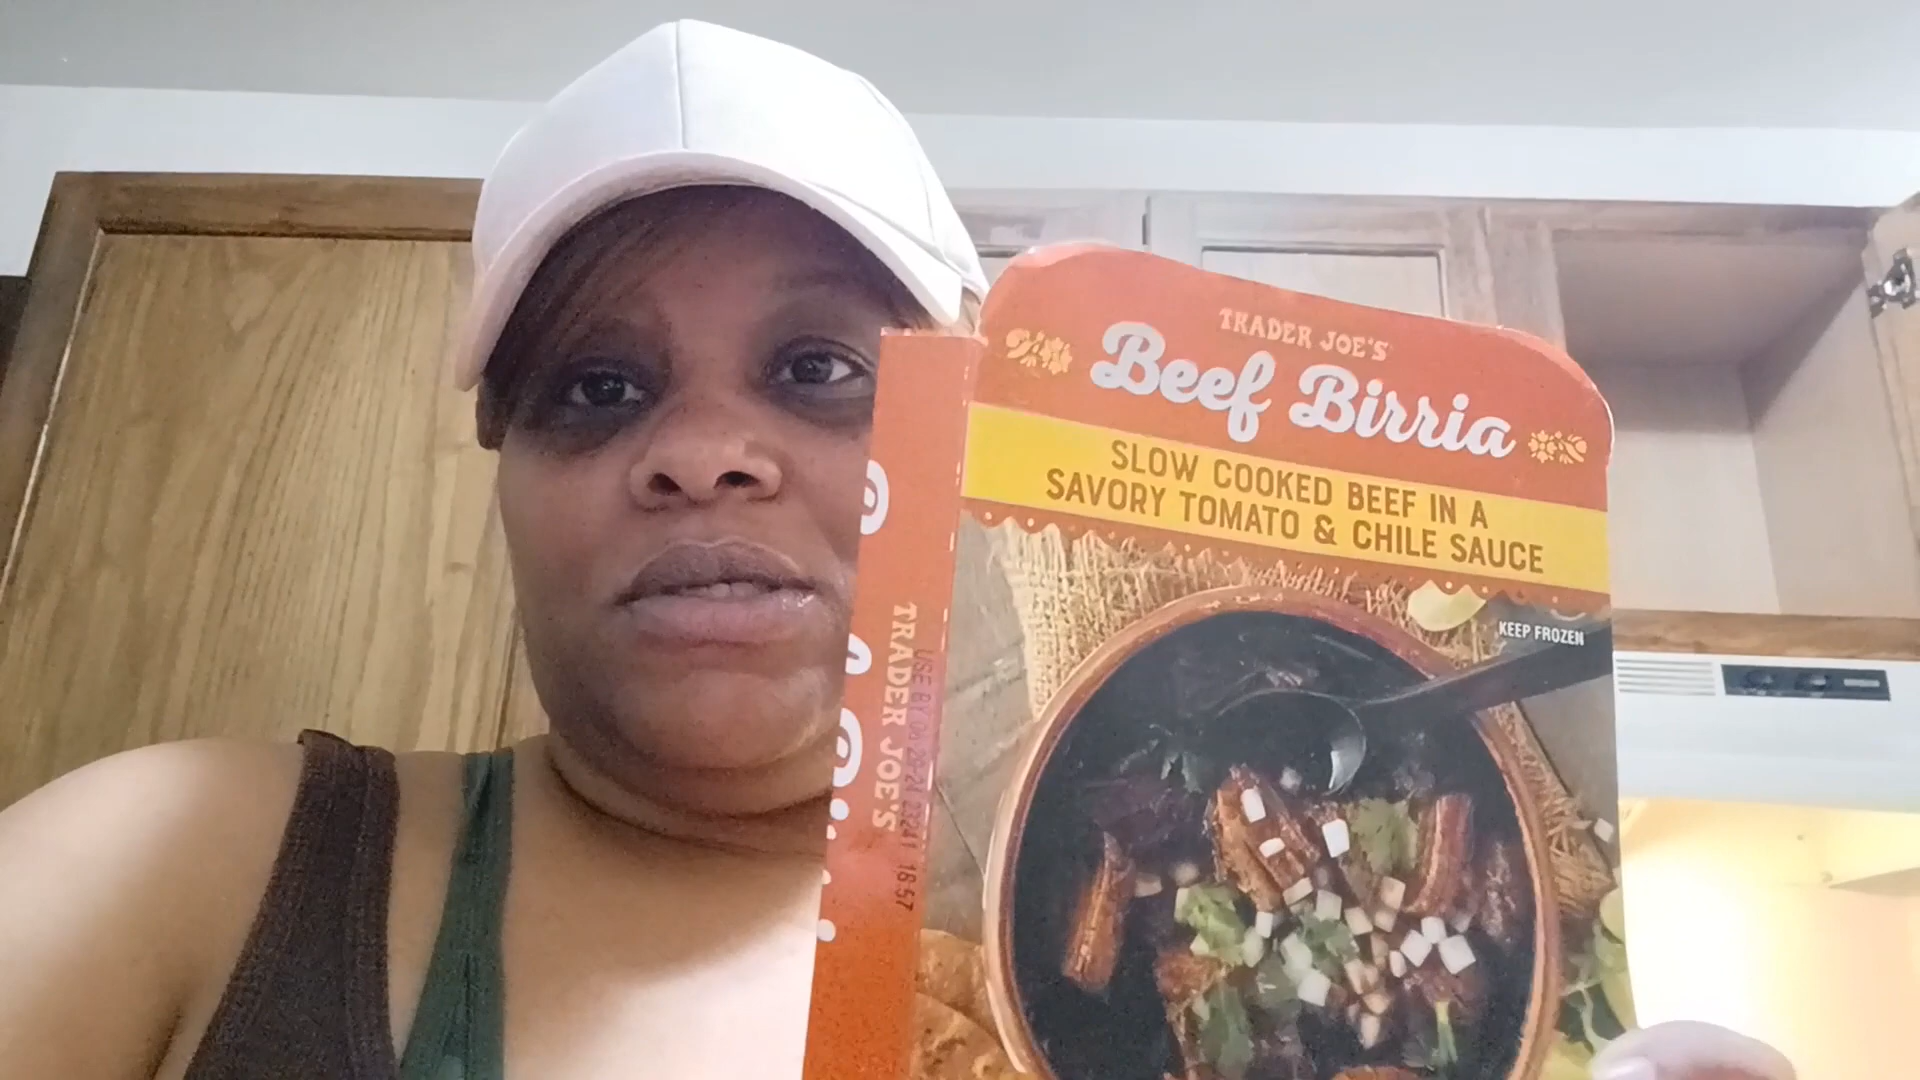 TRADER JOE'S
Beef Birria
SLOW COOKED BEEF IN A
SAVORY TOMATO & CHILE SAUCE
KEEP FROZEN
TRADER JOE'S